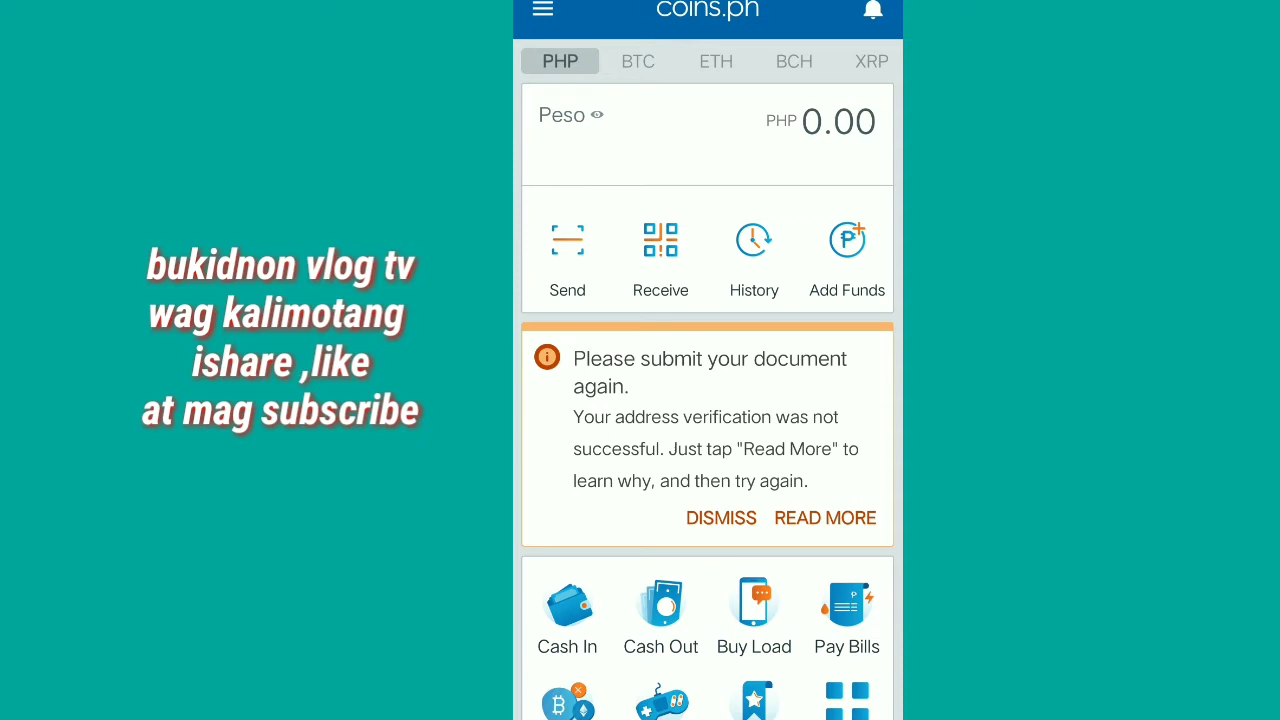 coins.ph
PHP BTC ETH BCH XRP
Peso PHP 0.00
Send Receive History Add Funds
bukidnon vlog tv
wag kalimotang
ishare ,like
at mag subscribe
Please submit your document
again.
Your address verification was not
successful. Just tap "Read More" to
learn why, and then try again.
DISMISS READ MORE
Cash In Cash Out Buy Load Pay Bills